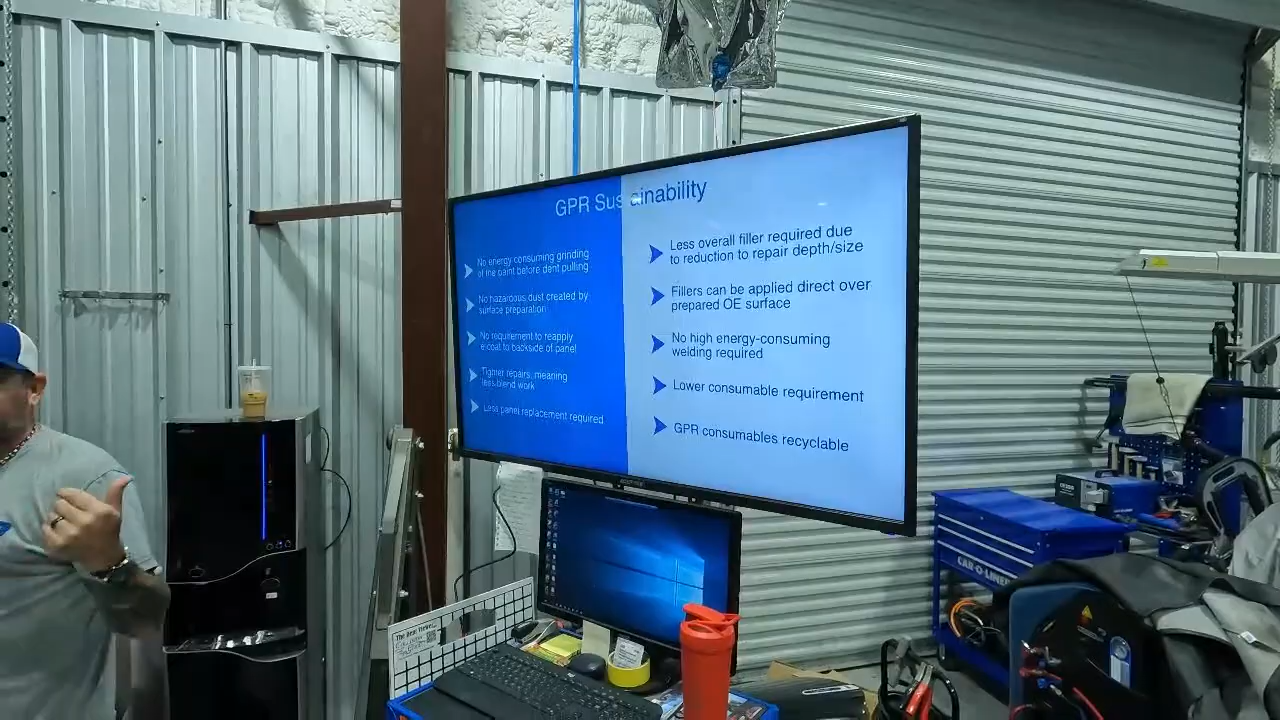 GPR Sustainability
No energy consuming grinding
of the paint before dent pulling
No hazardous dust created by
surface preparation
No requirement to reapply
e-coat to backside of panel
Tighter repairs, meaning
less blend work
Less panel replacement required
Less overall filler required due
to reduction to repair depth/size
Fillers can be applied direct over
prepared OE surface
No high energy-consuming
welding required
Lower consumable requirement
GPR consumables recyclable
CAR-O-LINER
The Dent